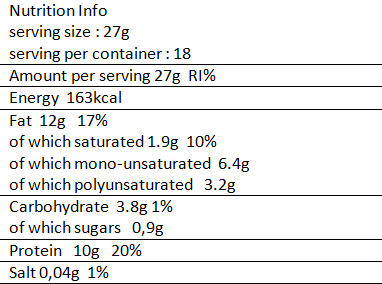 Nutrition Info
serving size : 27g
serving per container : 18
Amount per serving 27g  RI%
Energy  163kcal
Fat  12g   17%
of which saturated 1.9g  10%
of which mono-unsaturated  6.4g
of which polyunsaturated   3.2g
Carbohydrate  3.8g 1%
of which sugars   0,9g
Protein   10g   20%
Salt 0,04g  1%